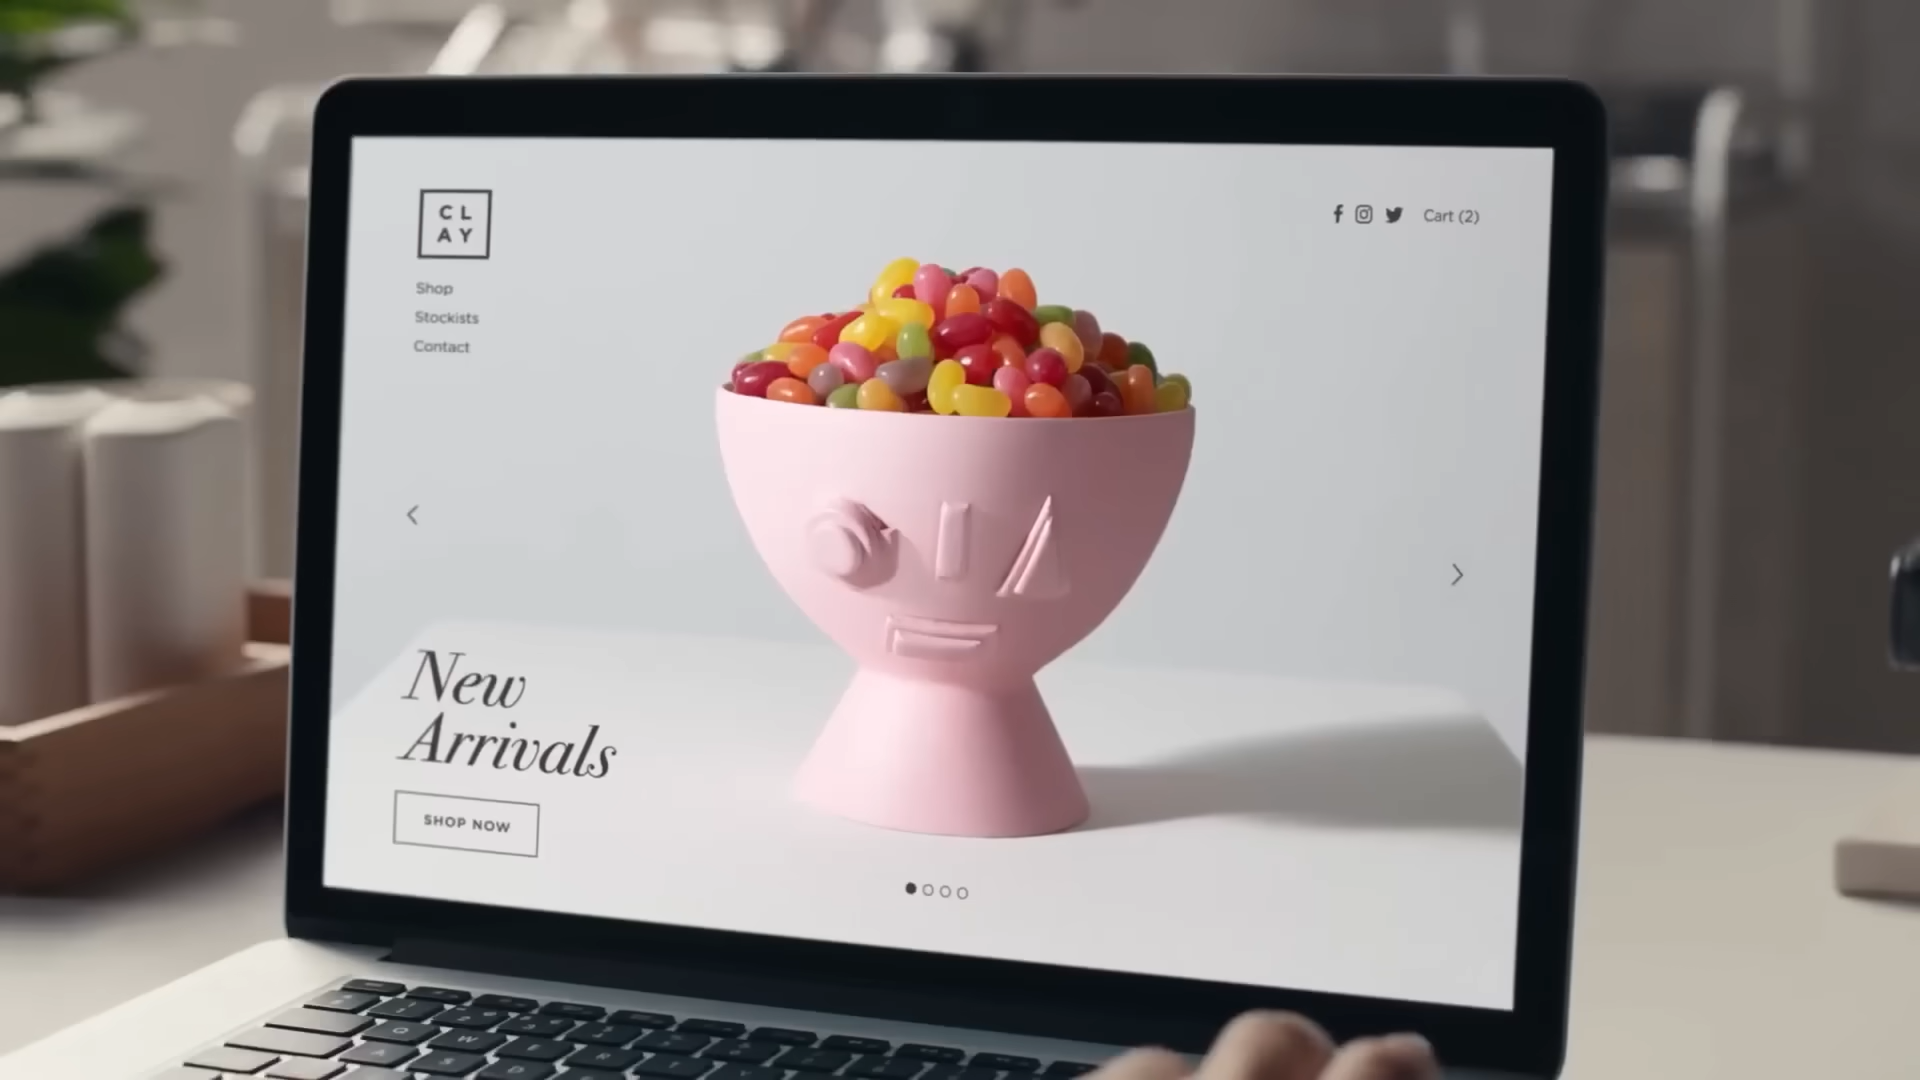 CL
AY
Shop
Stockists
Contact
Cart (2)
New
Arrivals
SHOP NOW
Q W
A S D